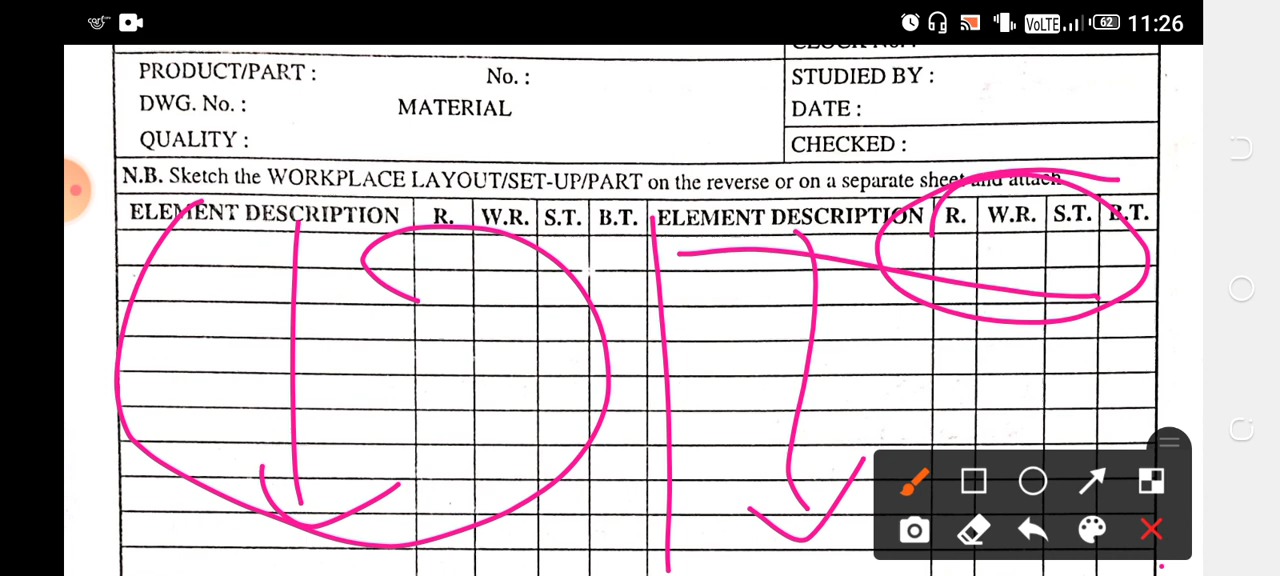 VoLTE 62 11:26
PRODUCT/PART : No. : STUDIED BY :
DWG. No. : MATERIAL DATE :
QUALITY : CHECKED :
N.B. Sketch the WORKPLACE LAYOUT/SET-UP/PART on the reverse or on a separate sheet and attach
ELEMENT DESCRIPTION R. W.R. S.T. B.T. ELEMENT DESCRIPTION R. W.R. S.T. B.T.